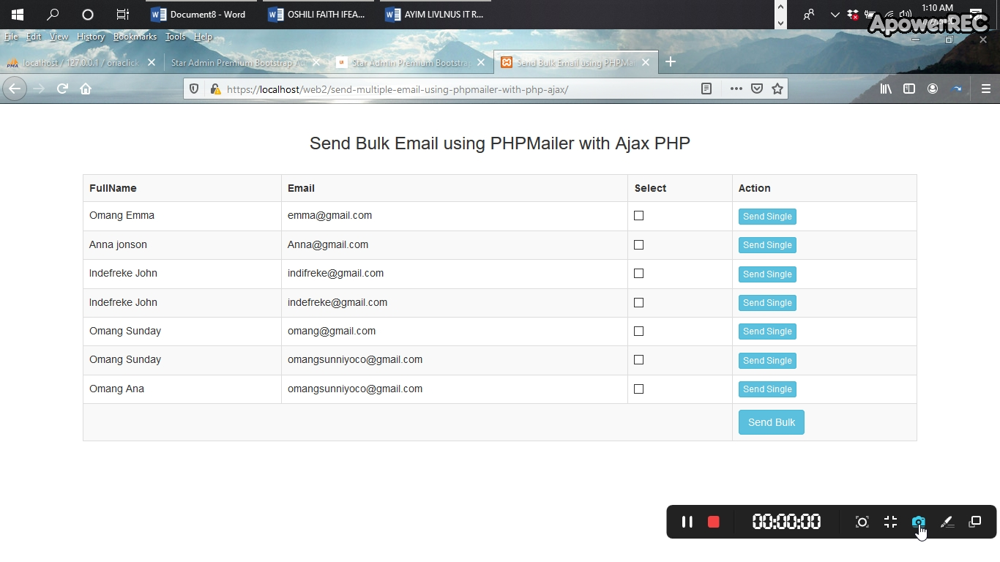 Document8 - Word
OSHILI FAITH IFEA...
AYIM LIVLNUS IT R...
1:10 AM
ApowerREC
File Edit View History Bookmarks Tools Help
PMA localhost / 127.0.0.1 / onaclick
Star Admin Premium Bootstrap Ad
Star Admin Premium Bootstra
Send Bulk Email using PHPMa
https://localhost/web2/send-multiple-email-using-phpmailer-with-php-ajax/
Send Bulk Email using PHPMailer with Ajax PHP
FullName Email Select Action
Omang Emma emma@gmail.com Send Single
Anna jonson Anna@gmail.com Send Single
Indefreke John indifreke@gmail.com Send Single
Indefreke John indefreke@gmail.com Send Single
Omang Sunday omang@gmail.com Send Single
Omang Sunday omangsunniyoco@gmail.com Send Single
Omang Ana omangsunniyoco@gmail.com Send Single
Send Bulk
00:00:00